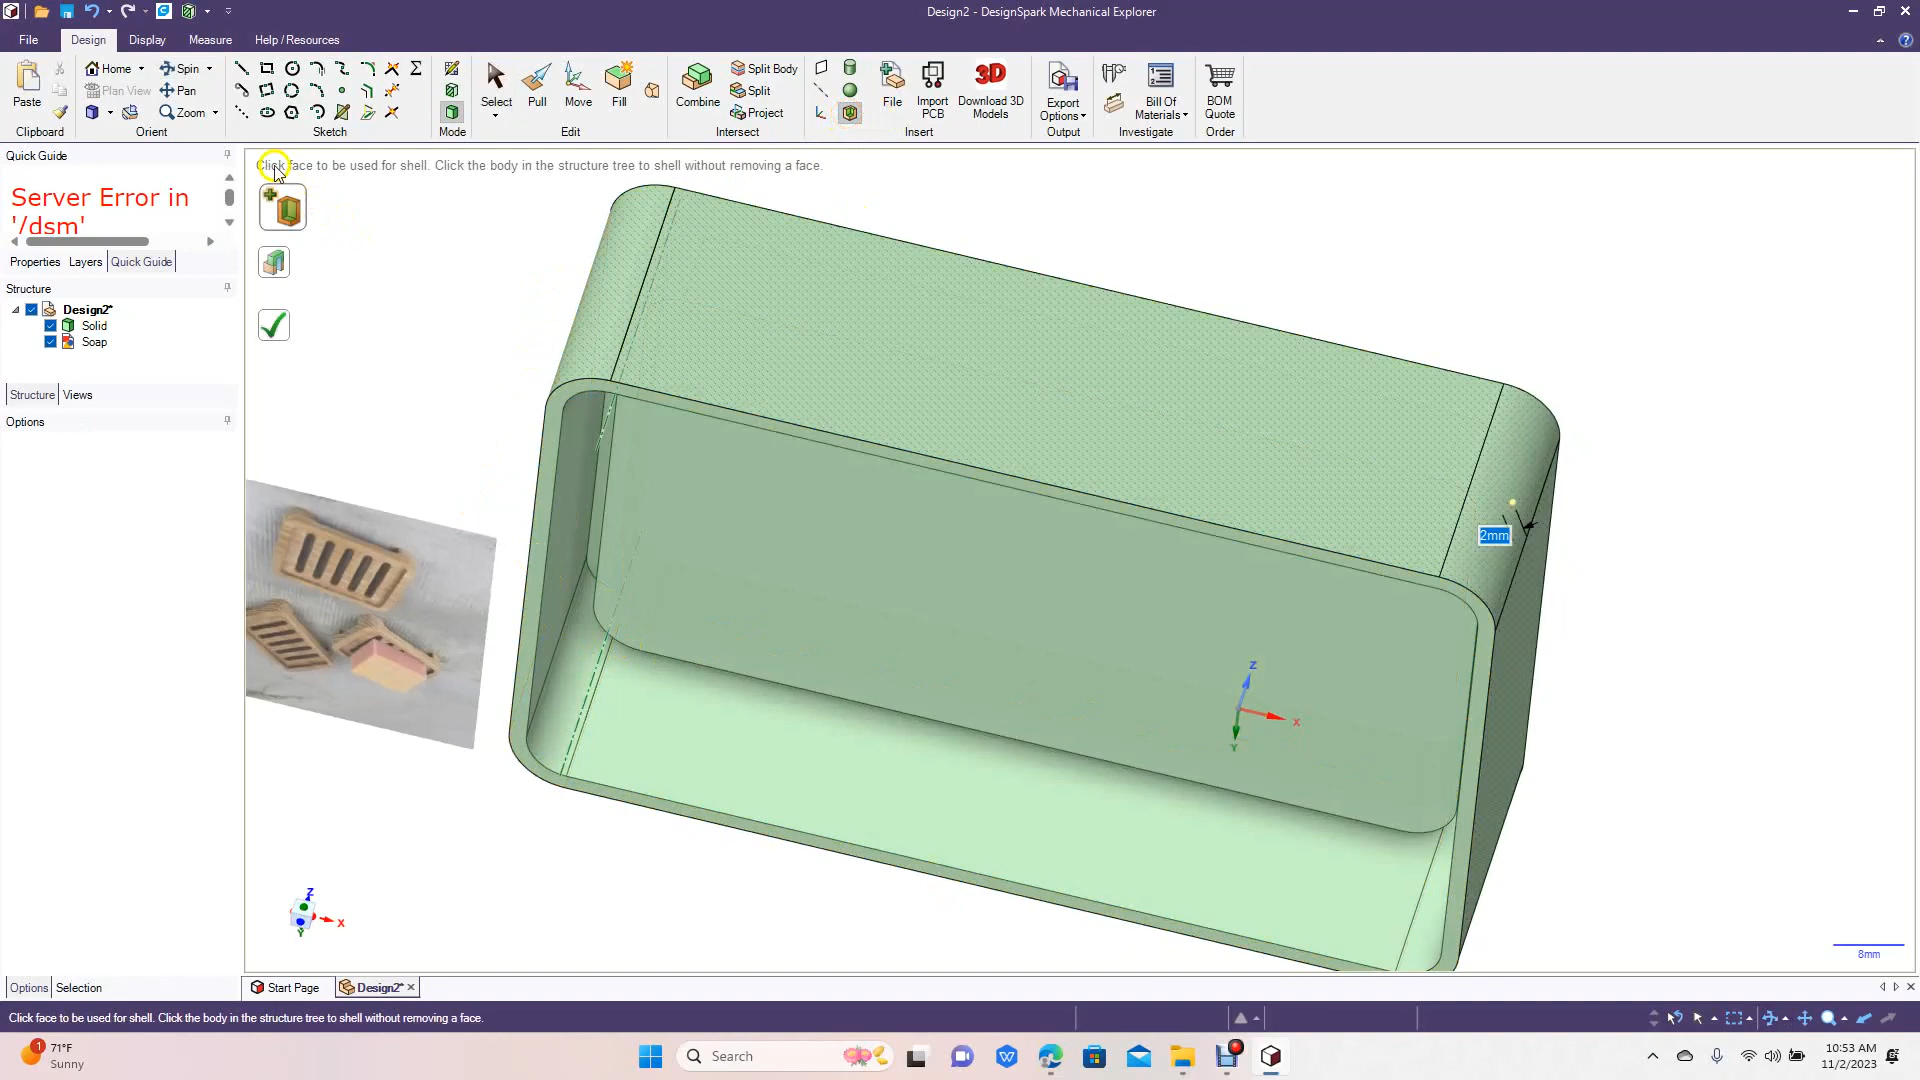 Design2 - DesignSpark Mechanical Explorer
File Design Display Measure Help / Resources
Paste
Clipboard
Home Spin
Plan View Pan
Zoom
Orient
Sketch
Mode
Select Pull Move Fill
Edit
Combine
Split Body
Split
Project
Intersect
File Import PCB 3D Download 3D Models
Insert
Export Options
Output
Bill Of Materials
Investigate
BOM Quote
Order
Quick Guide
Server Error in
'/dsm'
Properties Layers Quick Guide
Structure
Design2*
Solid
Soap
Structure Views
Options
Click face to be used for shell. Click the body in the structure tree to shell without removing a face.
2mm
Z
X
Y
Z
X
Y
8mm
Options Selection
Start Page Design2*
Click face to be used for shell. Click the body in the structure tree to shell without removing a face.
1
71°F
Sunny
Search
10:53 AM
11/2/2023